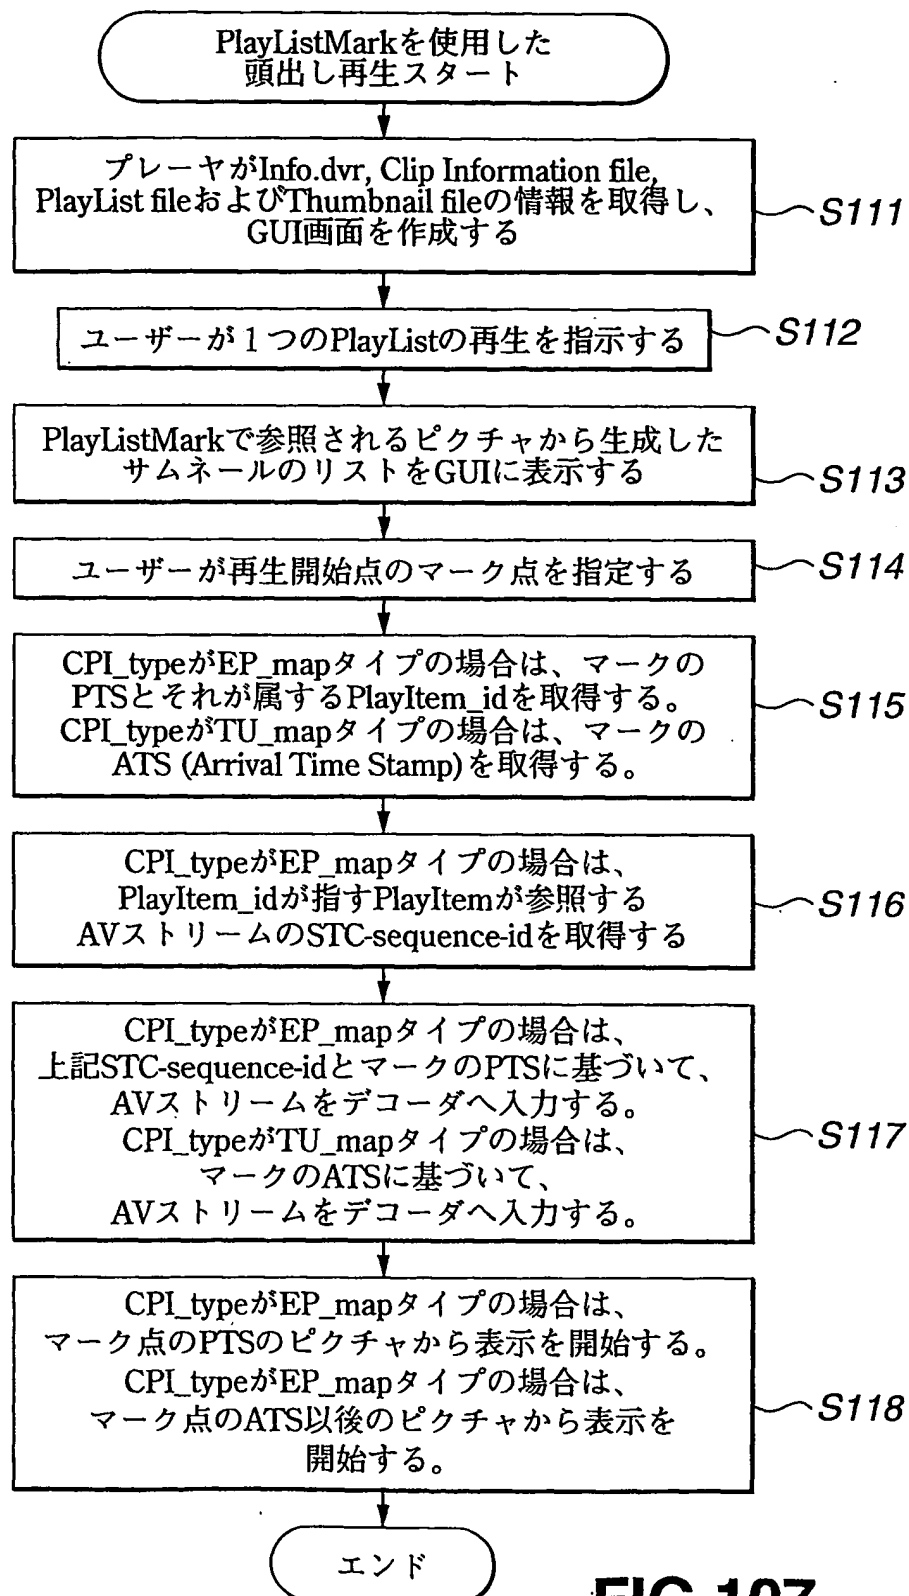 PlayListMarkを使用した
頭出し再生スタート
プレーヤがInfo.dvr, Clip Information file,
PlayList fileおよびThumbnail fileの情報を取得し、
GUI画面を作成する
S111
ユーザーが１つのPlayListの再生を指示する
S112
PlayListMarkで参照されるピクチャから生成した
サムネールのリストをGUIに表示する
S113
ユーザーが再生開始点のマーク点を指定する
S114
CPI_typeがEP_mapタイプの場合は、マークの
PTSとそれが属するPlayItem_idを取得する。
CPI_typeがTU_mapタイプの場合は、マークの
ATS (Arrival Time Stamp)を取得する。
S115
CPI_typeがEP_mapタイプの場合は、
PlayItem_idが指すPlayItemが参照する
AVストリームのSTC-sequence-idを取得する
S116
CPI_typeがEP_mapタイプの場合は、
上記STC-sequence-idとマークのPTSに基づいて、
AVストリームをデコーダへ入力する。
CPI_typeがTU_mapタイプの場合は、
マークのATSに基づいて、
AVストリームをデコーダへ入力する。
S117
CPI_typeがEP_mapタイプの場合は、
マーク点のPTSのピクチャから表示を開始する。
CPI_typeがEP_mapタイプの場合は、
マーク点のATS以後のピクチャから表示を
開始する。
S118
エンド
FIG.107